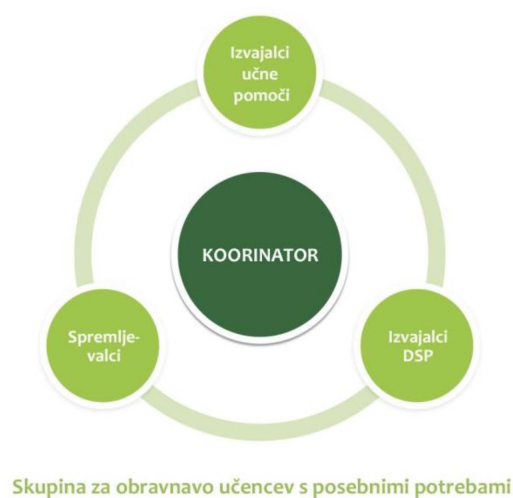 Izvajalci
učne
pomoči
KOORINATOR
Spremlje-
valci
Izvajalci
DSP
Skupina za obravnavo učencev s posebnimi potrebami